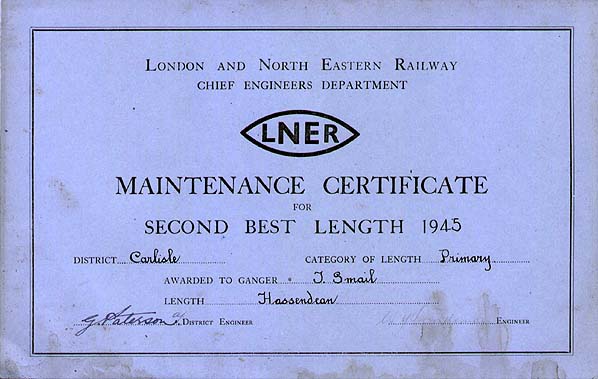 London and North Eastern Railway
CHIEF ENGINEERS DEPARTMENT
LNER
MAINTENANCE CERTIFICATE
FOR
SECOND BEST LENGTH 1945
DISTRICT Carlisle CATEGORY OF LENGTH Primary
AWARDED TO GANGER J. Smail
LENGTH Hassendean
G Paterson DISTRICT ENGINEER ENGINEER